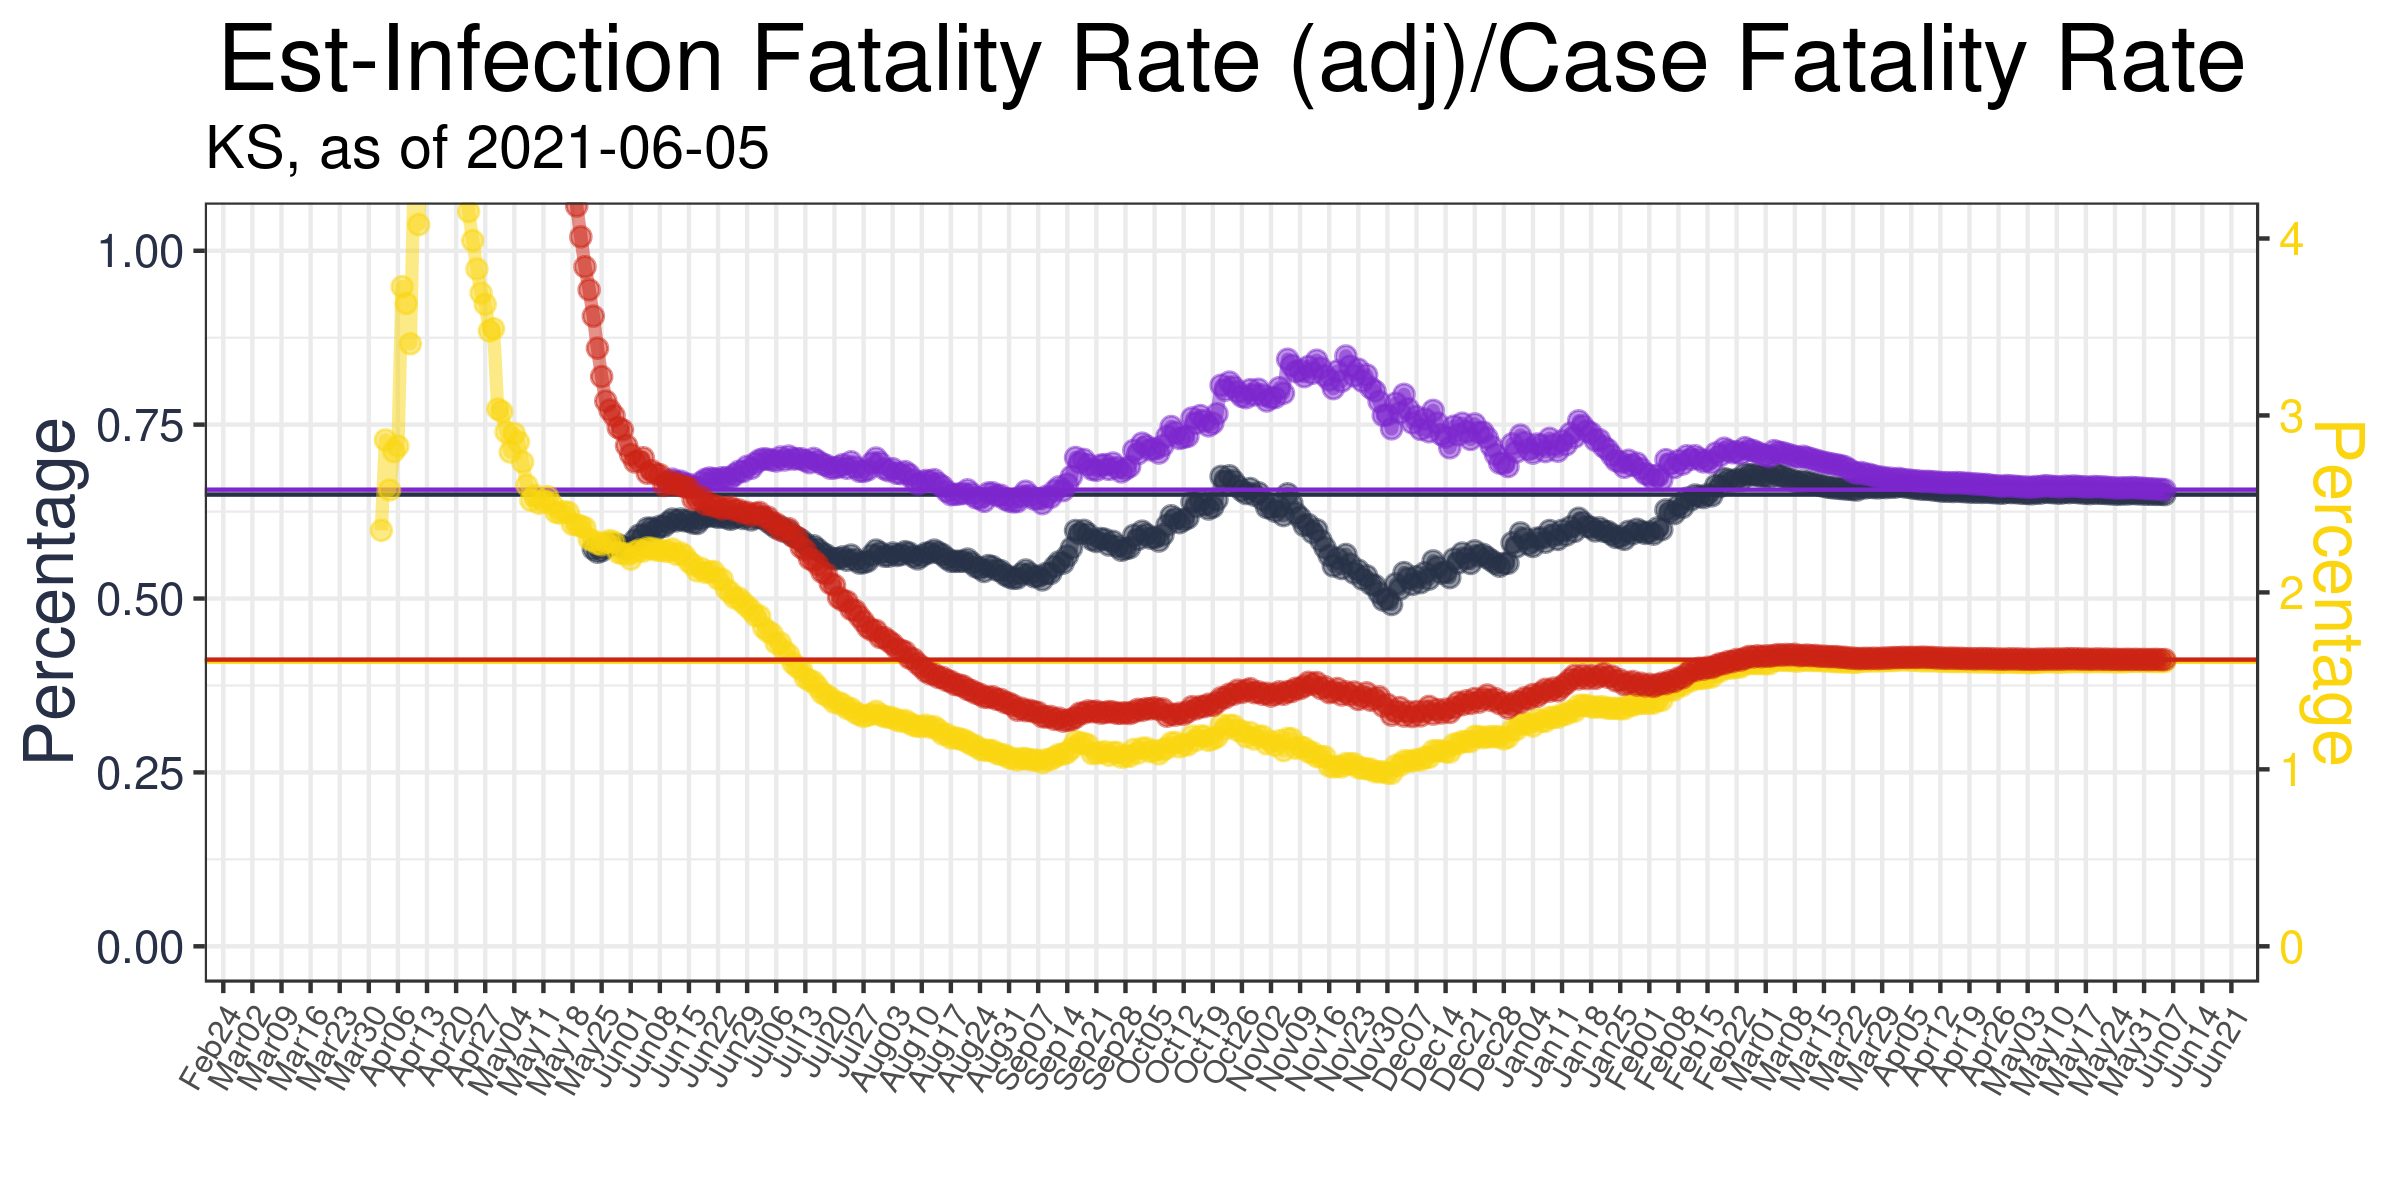 Est-Infection Fatality Rate (adj)/Case Fatality Rate
KS, as of 2021-06-05
Percentage
1.00
0.75
0.50
0.25
0.00
4
3
2
1
0
Percentage
Feb24
Mar02
Mar09
Mar16
Mar23
Mar30
Apr06
Apr13
Apr20
Apr27
May04
May11
May18
May25
Jun01
Jun08
Jun15
Jun22
Jun29
Jul06
Jul13
Jul20
Jul27
Aug03
Aug10
Aug17
Aug24
Aug31
Sep07
Sep14
Sep21
Sep28
Oct05
Oct12
Oct19
Oct26
Nov02
Nov09
Nov16
Nov23
Nov30
Dec07
Dec14
Dec21
Dec28
Jan04
Jan11
Jan18
Jan25
Feb01
Feb08
Feb15
Feb22
Mar01
Mar08
Mar15
Mar22
Mar29
Apr05
Apr12
Apr19
Apr26
May03
May10
May17
May24
May31
Jun07
Jun14
Jun21